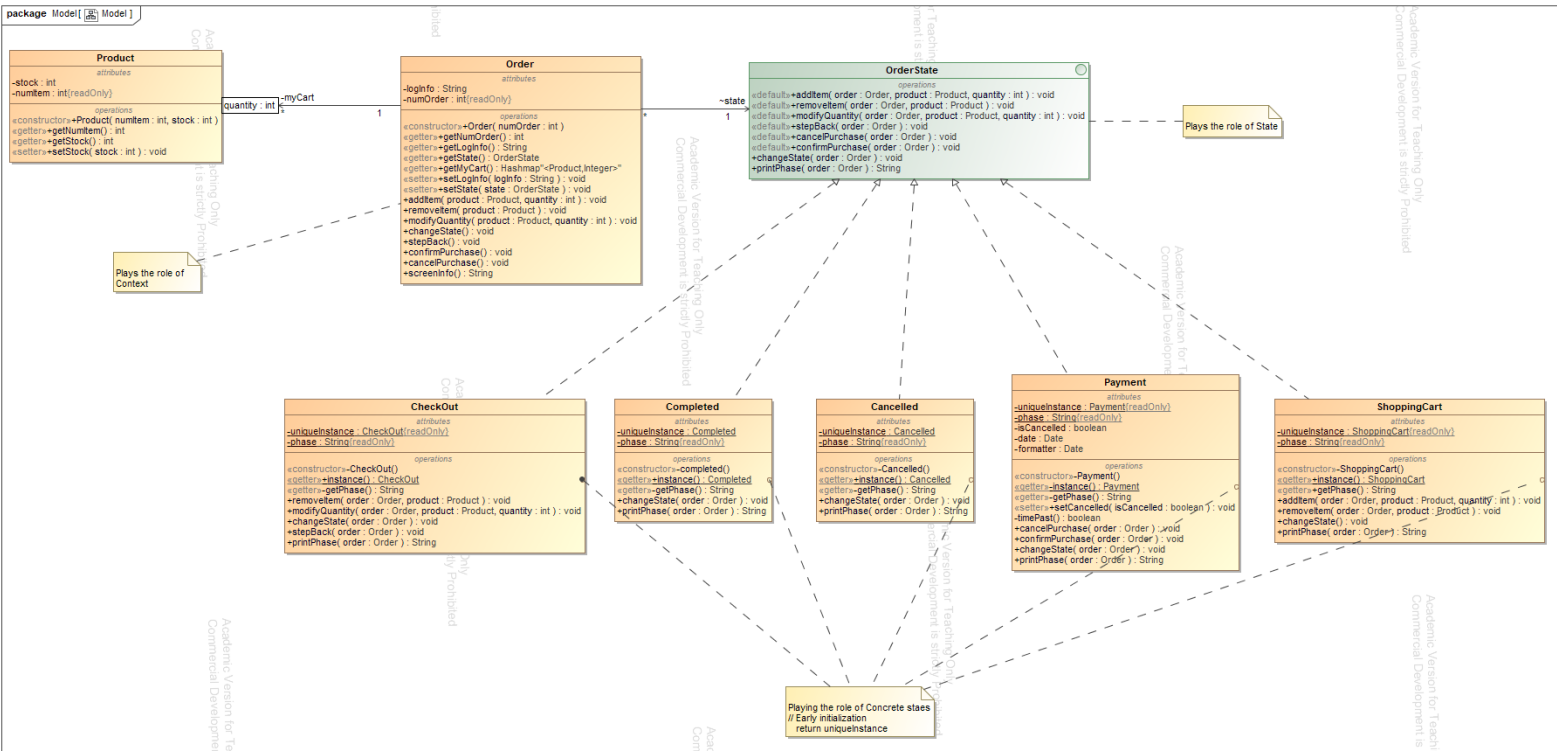 package Model[ Model ]
Product
attributes
-stock : int
-numItem : int{readOnly}
operations
«constructor»+Product( numItem : int, stock : int )
«getter»+getNumItem() : int
«getter»+getStock() : int
«setter»+setStock( stock : int ) : void
quantity : int
-myCart
*
1
Order
attributes
-logInfo : String
-numOrder : int{readOnly}
operations
«constructor»+Order( numOrder : int )
«getter»+getNumOrder() : int
«getter»+getLogInfo() : String
«getter»+getState() : OrderState
«getter»+getMyCart() : Hashmap"<Product,Integer>"
«setter»+setLogInfo( logInfo : String ) : void
«setter»+setState( state : OrderState ) : void
+addItem( product : Product, quantity : int ) : void
+removeItem( product : Product ) : void
+modifyQuantity( product : Product, quantity : int ) : void
+changeState() : void
+stepBack() : void
+confirmPurchase() : void
+cancelPurchase() : void
+screenInfo() : String
*
~state
1
OrderState
operations
«default»+addItem( order : Order, product : Product, quantity : int ) : void
«default»+removeItem( order : Order, product : Product ) : void
«default»+modifyQuantity( order : Order, product : Product, quantity : int ) : void
«default»+stepBack( order : Order ) : void
«default»+cancelPurchase( order : Order ) : void
«default»+confirmPurchase( order : Order ) : void
+changeState( order : Order ) : void
+printPhase( order : Order ) : String
Plays the role of State
Plays the role of
Context
CheckOut
attributes
-uniqueInstance : CheckOut{readOnly}
-phase : String{readOnly}
operations
«constructor»-CheckOut()
«getter»+instance() : CheckOut
«getter»-getPhase() : String
+removeItem( order : Order, product : Product ) : void
+modifyQuantity( order : Order, product : Product, quantity : int ) : void
+changeState( order : Order ) : void
+stepBack( order : Order ) : void
+printPhase( order : Order ) : String
Completed
attributes
-uniqueInstance : Completed
-phase : String{readOnly}
operations
«constructor»-completed()
«getter»+instance() : Completed
«getter»-getPhase() : String
+changeState( order : Order ) : void
+printPhase( order : Order ) : String
Cancelled
attributes
-uniqueInstance : Cancelled
-phase : String{readOnly}
operations
«constructor»-Cancelled()
«getter»+instance() : Cancelled
«getter»+getPhase() : String
+changeState( order : Order ) : void
+printPhase( order : Order ) : String
Payment
attributes
-uniqueInstance : Payment{readOnly}
-phase : String{readOnly}
-isCancelled : boolean
-date : Date
-formatter : Date
operations
«constructor»-Payment()
«getter»-instance() : Payment
«getter»-getPhase() : String
«setter»+setCancelled( isCancelled : boolean ) : void
-timePast() : boolean
+cancelPurchase( order : Order ) : void
+confirmPurchase( order : Order ) : void
+changeState( order : Order ) : void
+printPhase( order : Order ) : String
ShoppingCart
attributes
-uniqueInstance : ShoppingCart{readOnly}
-phase : String{readOnly}
operations
«constructor»-ShoppingCart()
«getter»+instance() : ShoppingCart
«getter»+getPhase() : String
+addItem( order : Order, product : Product, quantity : int ) : void
+removeItem( order : Order, product : Product ) : void
+changeState() : void
+printPhase( order : Order ) : String
Playing the role of Concrete staes
// Early initialization
return uniqueInstance
Academic Version for Teaching Only
Commercial Development is strictly Prohibited